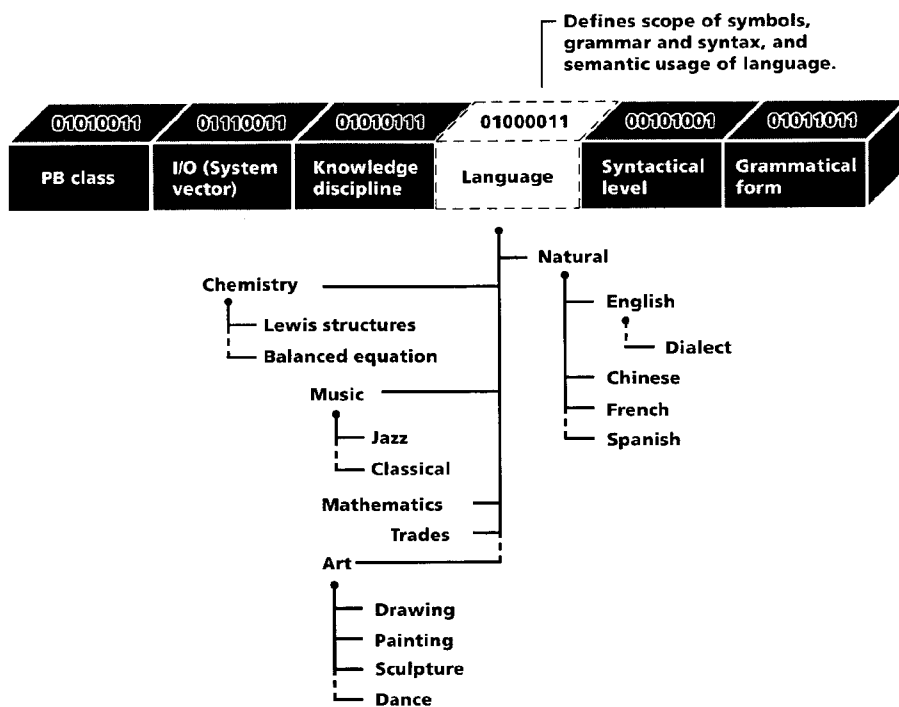 Defines scope of symbols,
grammar and syntax, and
semantic usage of language.
01010011 01110011 01010111 01000011 00101001 01011011
PB class
I/O (System
vector)
Knowledge
discipline
Language
Syntactical
level
Grammatical
form
Natural
English
Dialect
Chinese
French
Spanish
Chemistry
Lewis structures
Balanced equation
Music
Jazz
Classical
Mathematics
Trades
Art
Drawing
Painting
Sculpture
Dance